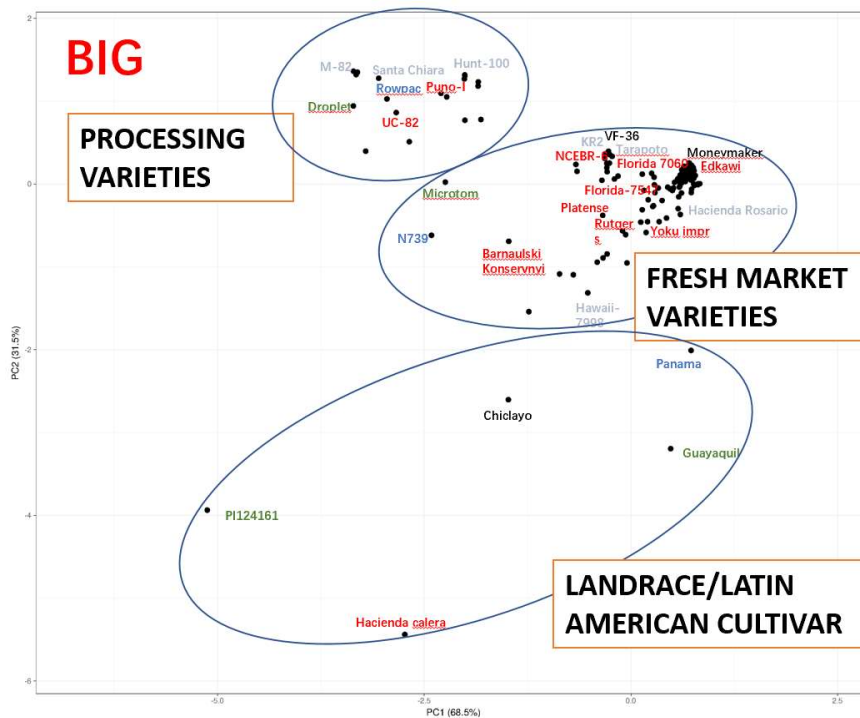 BIG
M-82
Santa Chiara
Hunt-100
Rowpac
Puno-I
Droplet
UC-82
PROCESSING
VARIETIES
VF-36
KR2
Tarapoto
Moneymaker
NCEBR-
Florida 7060
Edkawi
Microtom
Florida-754
Platense
Hacienda Rosario
Rutger
s
Yoku impr
N739
Barnaulski
Konservnvi
FRESH MARKET
VARIETIES
Hawaii-
7998
Panama
Chiclayo
Guayaquil
PI124161
LANDRACE/LATIN
AMERICAN CULTIVAR
Hacienda calera
2
0
-2
-4
-6
PC2 (31.5%)
-5.0
-2.5
0.0
2.5
PC1 (68.5%)